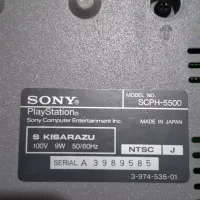 SONY
MODEL NO.
SCPH-5500
PlayStation®
Sony Computer Entertainment Inc.
MADE IN JAPAN
S KISARAZU
100V 9W 50/60Hz
NTSC J
SERIAL A 3989585
3-974-535-01